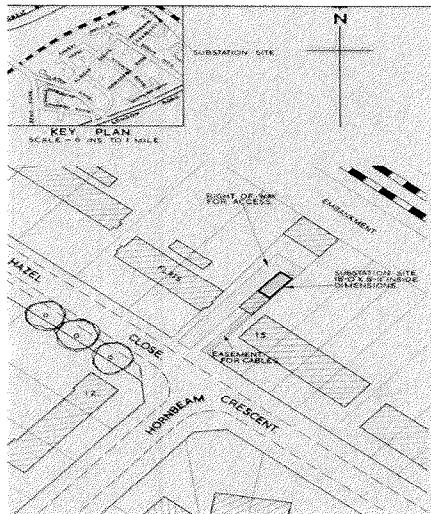 N
SUBSTATION SITE
KEY PLAN
SCALE – 6 INS. TO 1 MILE
RIGHT OF WAY
FOR ACCESS.
EMBANKMENT
FLATS
SUBSTATION SITE
INSIDE
DIMENSIONS.
HAZEL
CLOSE
15
EASEMENT
FOR CABLES.
12
HORNBEAM CRESCENT